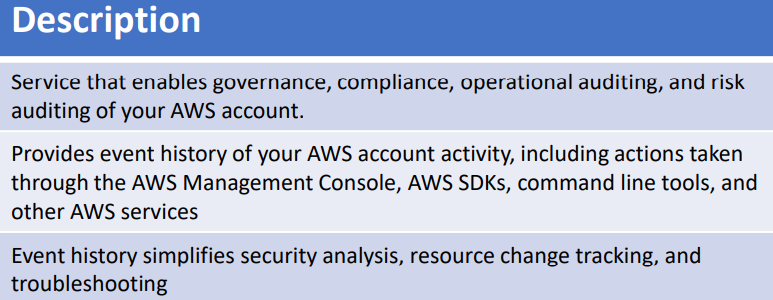 Description
Service that enables governance, compliance, operational auditing, and risk
auditing of your AWS account.
Provides event history of your AWS account activity, including actions taken
through the AWS Management Console, AWS SDKs, command line tools, and
other AWS services
Event history simplifies security analysis, resource change tracking, and
troubleshooting